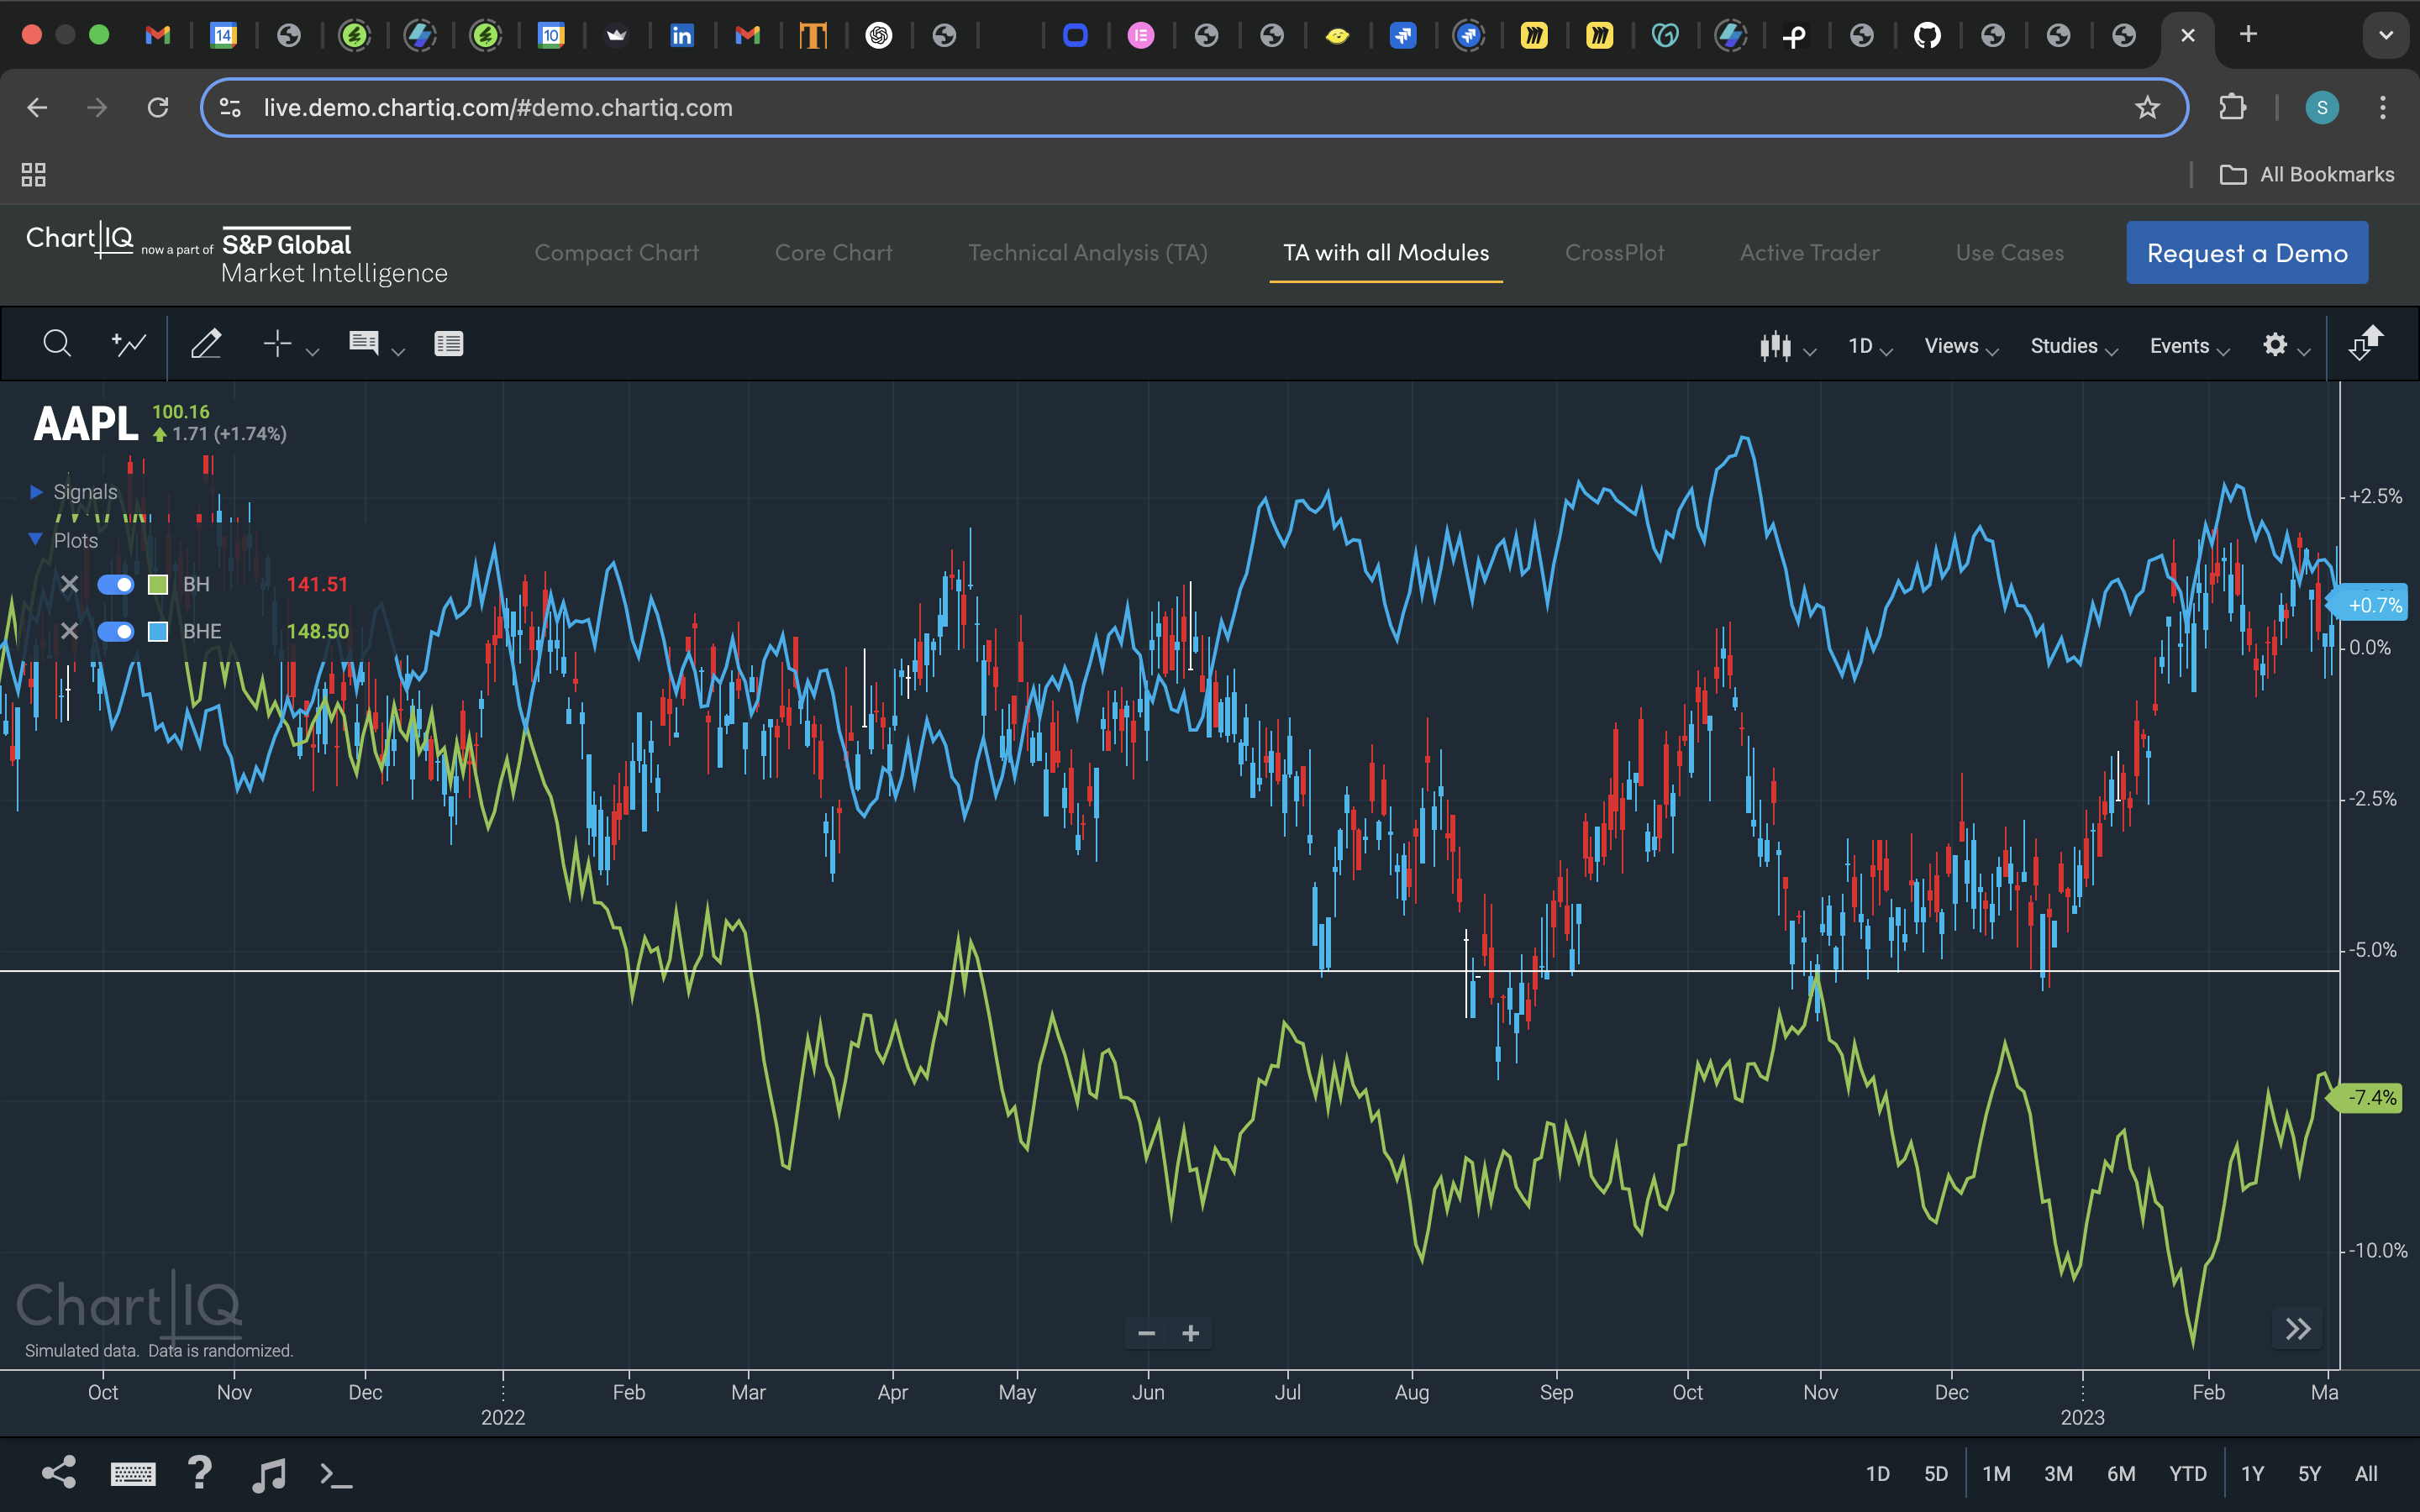 14
10
in
live.demo.chartiq.com/#demo.chartiq.com
S
All Bookmarks
ChartIQ now a part of S&P Global
Market Intelligence
Compact Chart
Core Chart
Technical Analysis (TA)
TA with all Modules
CrossPlot
Active Trader
Use Cases
Request a Demo
1D
Views
Studies
Events
AAPL
100.16
1.71 (+1.74%)
Signals
Plots
BH 141.51
BHE 148.50
+2.5%
+0.7%
0.0%
-2.5%
-5.0%
-7.4%
-10.0%
ChartIQ
Simulated data. Data is randomized.
Oct Nov Dec Feb Mar Apr May Jun Jul Aug Sep Oct Nov Dec Feb Ma
2022 2023
?
1D 5D 1M 3M 6M YTD 1Y 5Y All